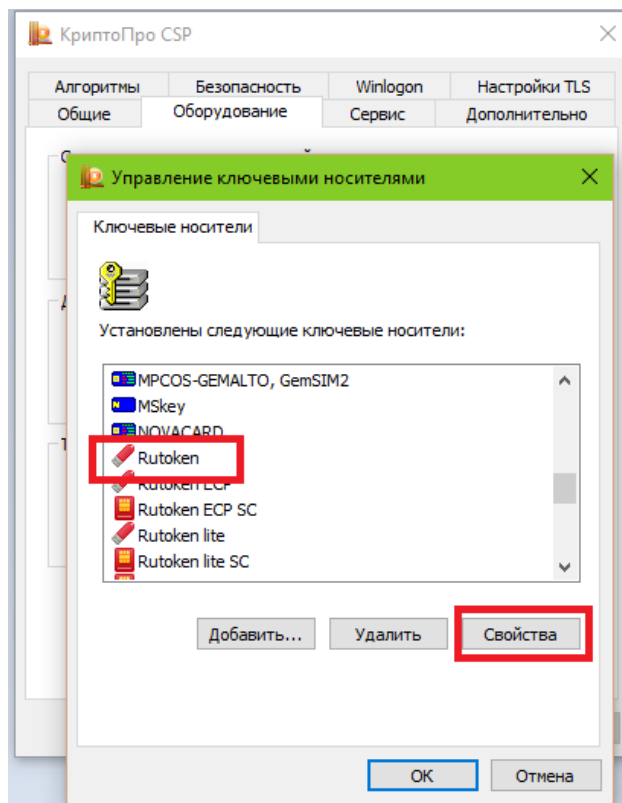 КриптоПро CSP
Алгоритмы Безопасность Winlogon Настройки TLS
Общие Оборудование Сервис Дополнительно
Управление ключевыми носителями
Ключевые носители
Установлены следующие ключевые носители:
MPCOS-GEMALTO, GemSIM2
MSkey
NOVACARD
Rutoken
Rutoken ECP
Rutoken ECP SC
Rutoken lite
Rutoken lite SC
Добавить... Удалить Свойства
ОК Отмена